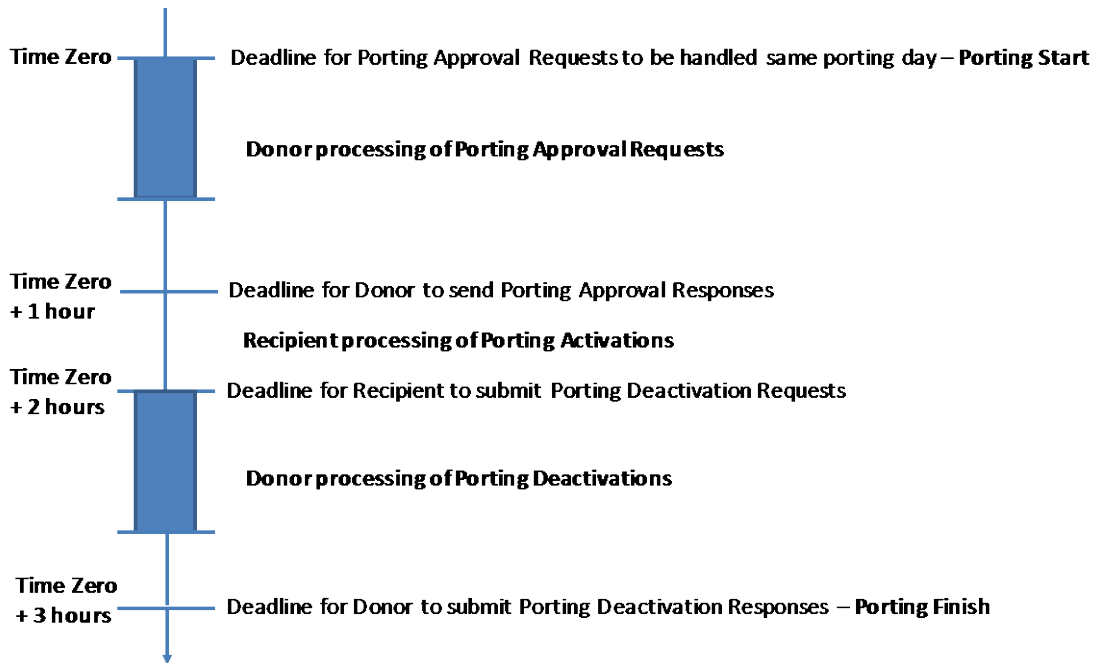 Time Zero
Deadline for Porting Approval Requests to be handled same porting day – Porting Start
Donor processing of Porting Approval Requests
Time Zero
+ 1 hour
Deadline for Donor to send Porting Approval Responses
Recipient processing of Porting Activations
Time Zero
+ 2 hours
Deadline for Recipient to submit Porting Deactivation Requests
Donor processing of Porting Deactivations
Time Zero
+ 3 hours
Deadline for Donor to submit Porting Deactivation Responses – Porting Finish